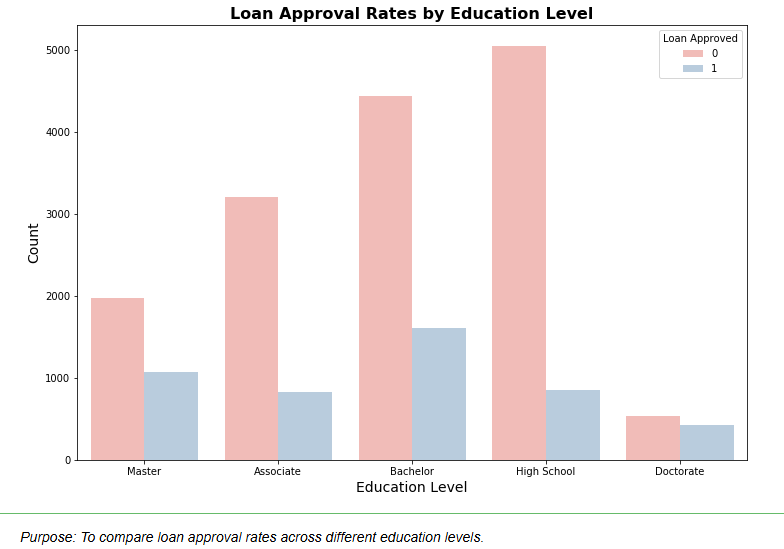 Loan Approval Rates by Education Level
Loan Approved
0
1
5000
4000
3000
2000
1000
0
Count
Master Associate Bachelor High School Doctorate
Education Level
Purpose: To compare loan approval rates across different education levels.